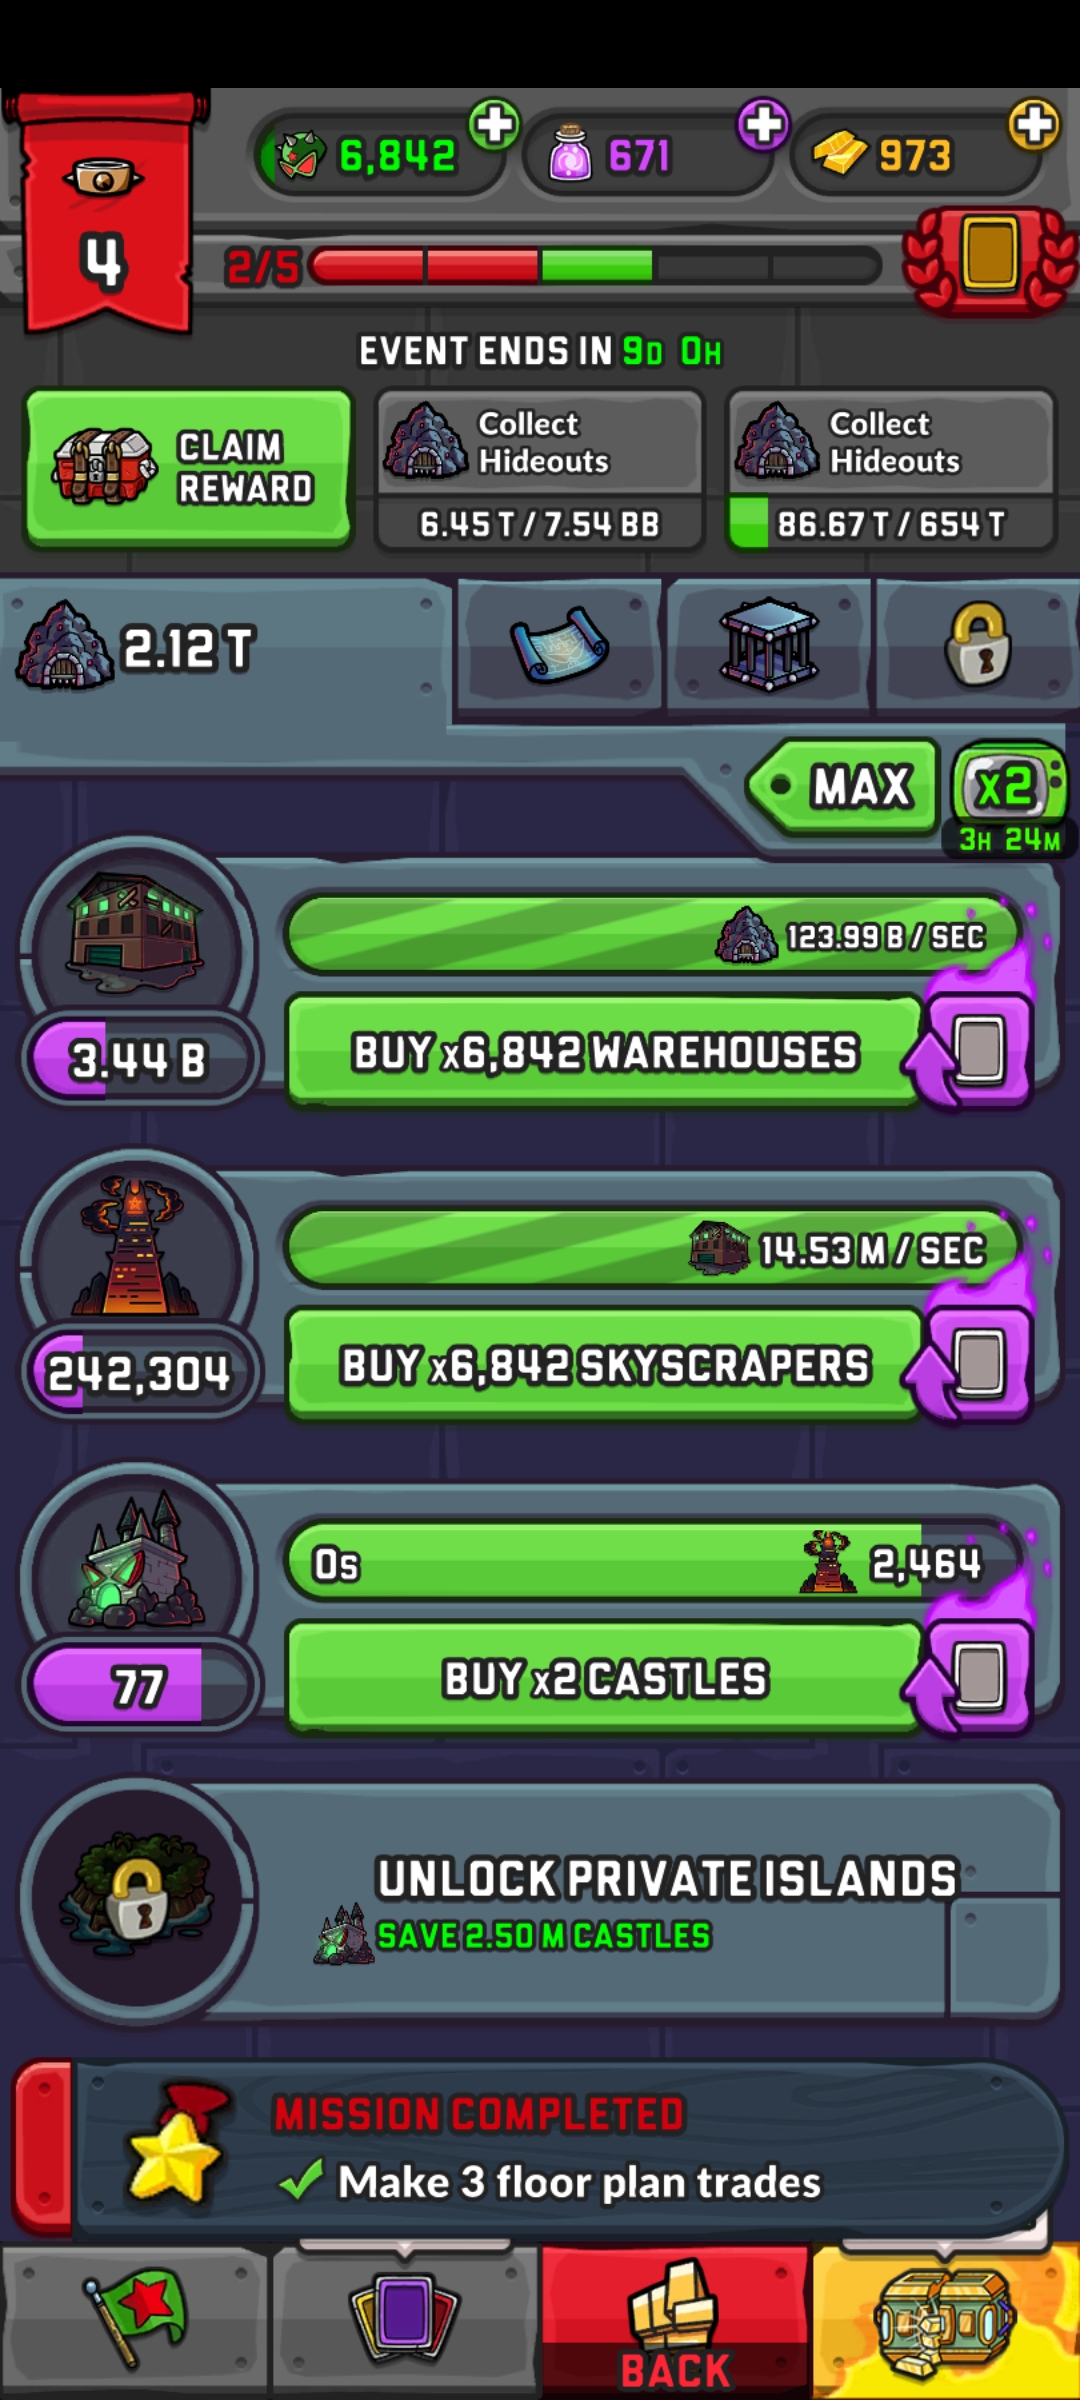 6,842
671
973
4
2/5
EVENT ENDS IN 9D 0H
CLAIM
REWARD
Collect
Hideouts
6.45 T / 7.54 BB
Collect
Hideouts
86.67 T / 654 T
2.12 T
MAX
x2
3H 24M
123.99 B / SEC
3.44 B
BUY x6,842 WAREHOUSES
14.53 M / SEC
242,304
BUY x6,842 SKYSCRAPERS
0s
2,464
77
BUY x2 CASTLES
UNLOCK PRIVATE ISLANDS
SAVE 2.50 M CASTLES
MISSION COMPLETED
Make 3 floor plan trades
BACK